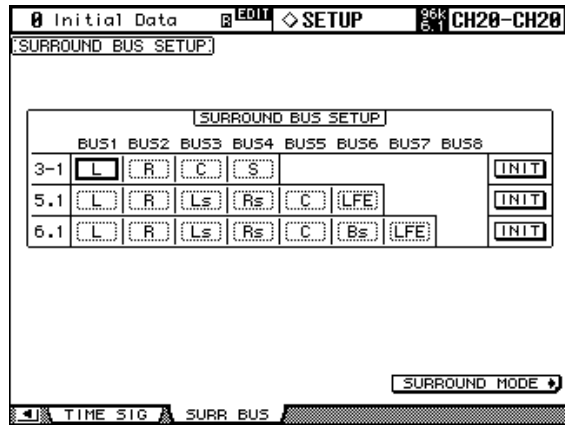 0 Initial Data R EDIT ◇SETUP 96k 6.1 CH20-CH20
SURROUND BUS SETUP
SURROUND BUS SETUP
BUS1 BUS2 BUS3 BUS4 BUS5 BUS6 BUS7 BUS8
3-1 L R C S INIT
5.1 L R Ls Rs C LFE INIT
6.1 L R Ls Rs C Bs LFE INIT
SURROUND MODE
TIME SIG SURR BUS